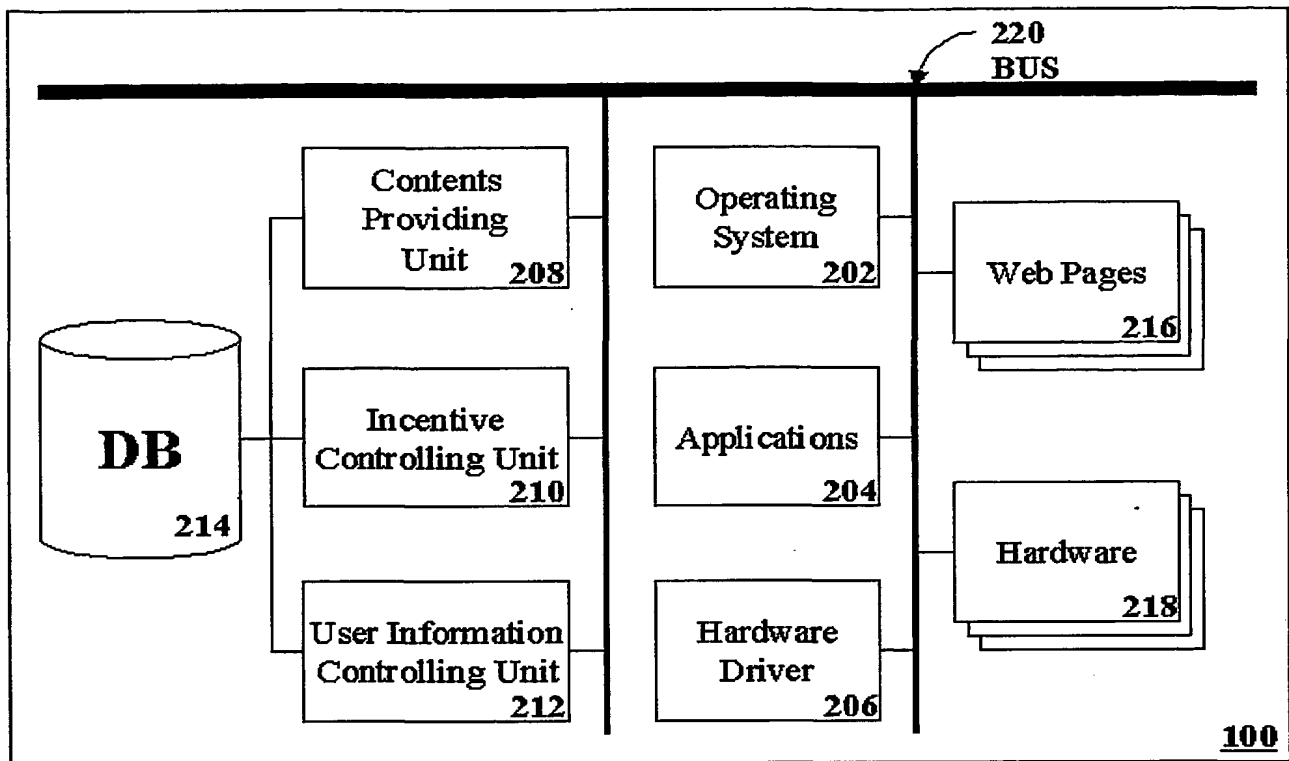 220
BUS
Contents
Providing
Unit
208
Operating
System
202
Web Pages
216
DB
214
Incentive
Controlling Unit
210
Applications
204
Hardware
218
User Information
Controlling Unit
212
Hardware
Driver
206
100